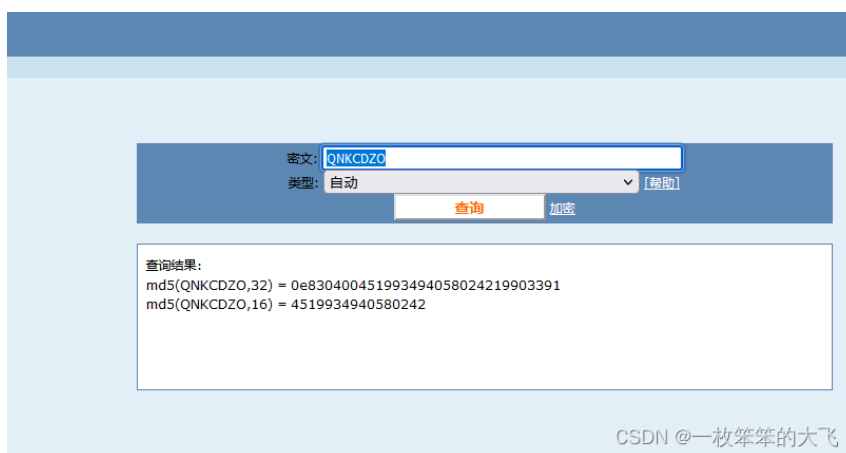 密文: QNKCDZO
类型: 自动 [帮助]
查询 加密
查询结果:
md5(QNKCDZO,32) = 0e830400451993494058024219903391
md5(QNKCDZO,16) = 4519934940580242
CSDN @一枚笨笨的大飞